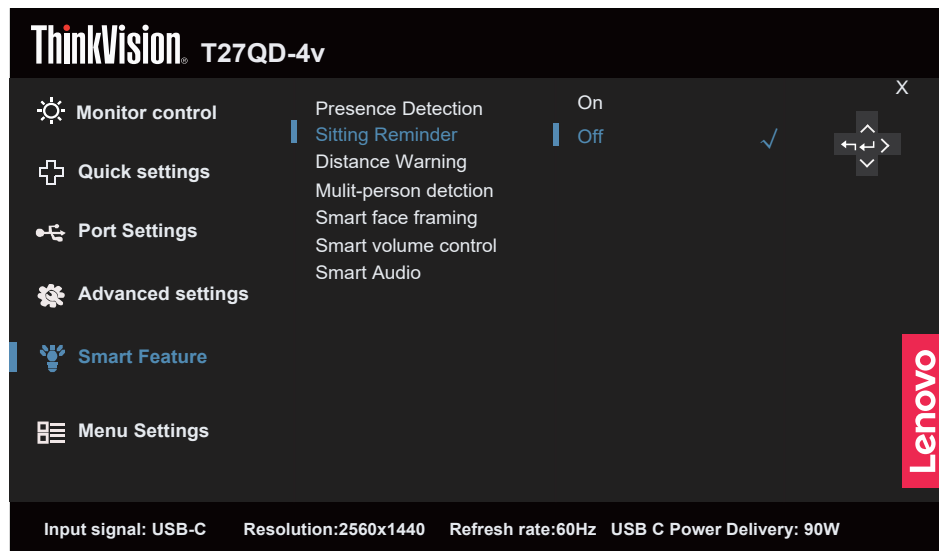 ThinkVision® T27QD-4v
X
Monitor control
Quick settings
Port Settings
Advanced settings
Smart Feature
Menu Settings
Presence Detection
Sitting Reminder
Distance Warning
Mulit-person detction
Smart face framing
Smart volume control
Smart Audio
On
Off √
Lenovo
Input signal: USB-C Resolution:2560x1440 Refresh rate:60Hz USB C Power Delivery: 90W